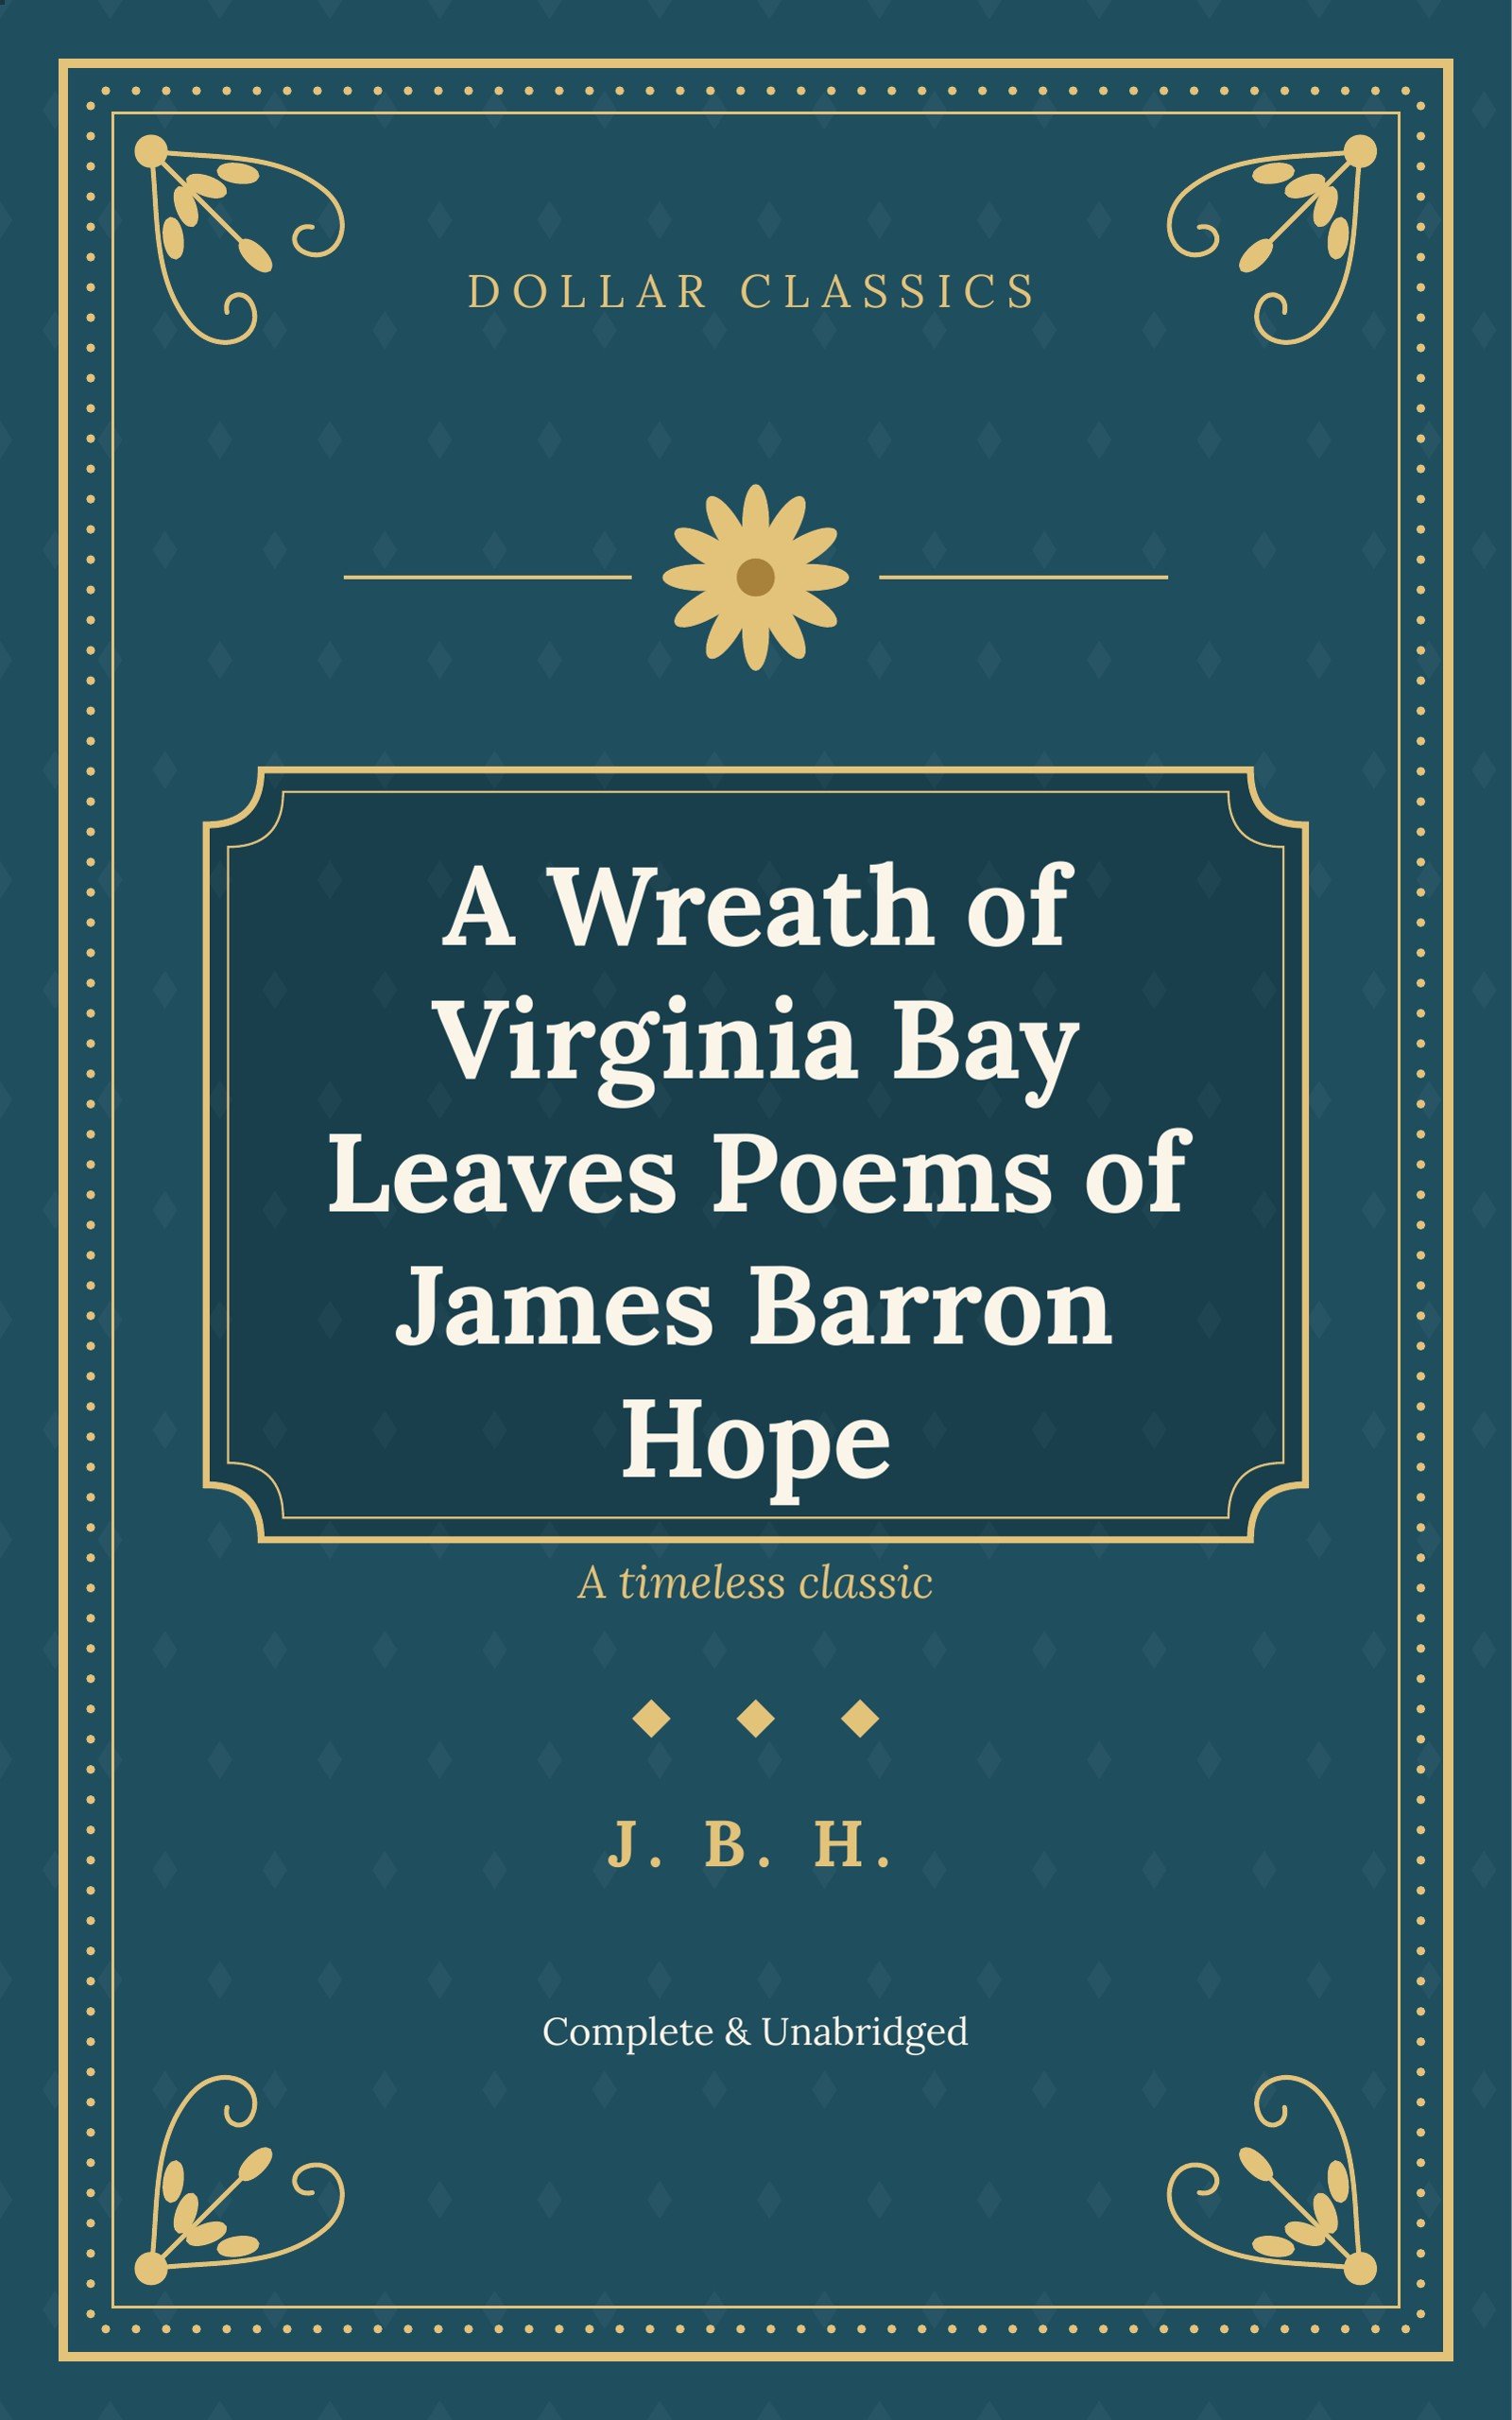 DOLLAR CLASSICS
A Wreath of
Virginia Bay
Leaves Poems of
James Barron
Hope
A timeless classic
J. B. H.
Complete & Unabridged